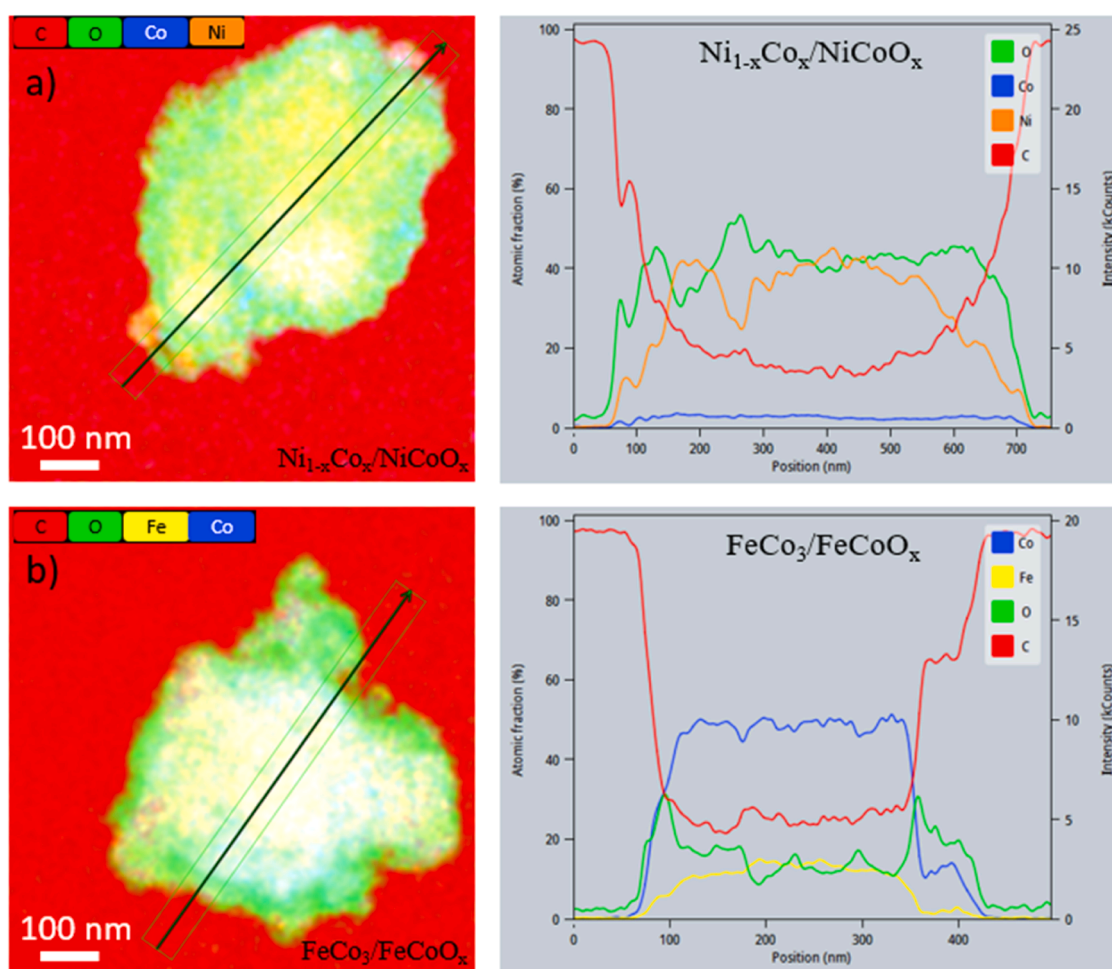 C O Co Ni
a)
100 nm
Ni₁₋ₓCoₓ/NiCoOₓ
Ni₁₋ₓCoₓ/NiCoOₓ
O
Co
Ni
C
Atomic fraction (%)
100
80
60
40
20
0
0 100 200 300 400 500 600 700
Position (nm)
25
20
15
10
5
0
Intensity (kCounts)
C O Fe Co
b)
100 nm
FeCo₃/FeCoOₓ
FeCo₃/FeCoOₓ
Co
Fe
O
C
Atomic fraction (%)
100
80
60
40
20
0
0 100 200 300 400
Position (nm)
20
15
10
5
0
Intensity (kCounts)